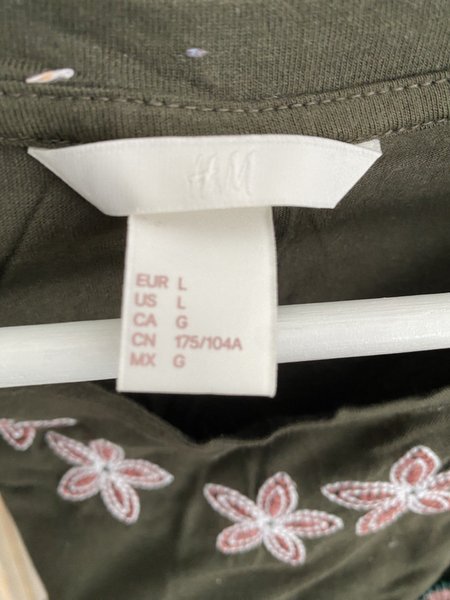 H&M
EUR L
US L
CA G
CN 175/104A
MX G